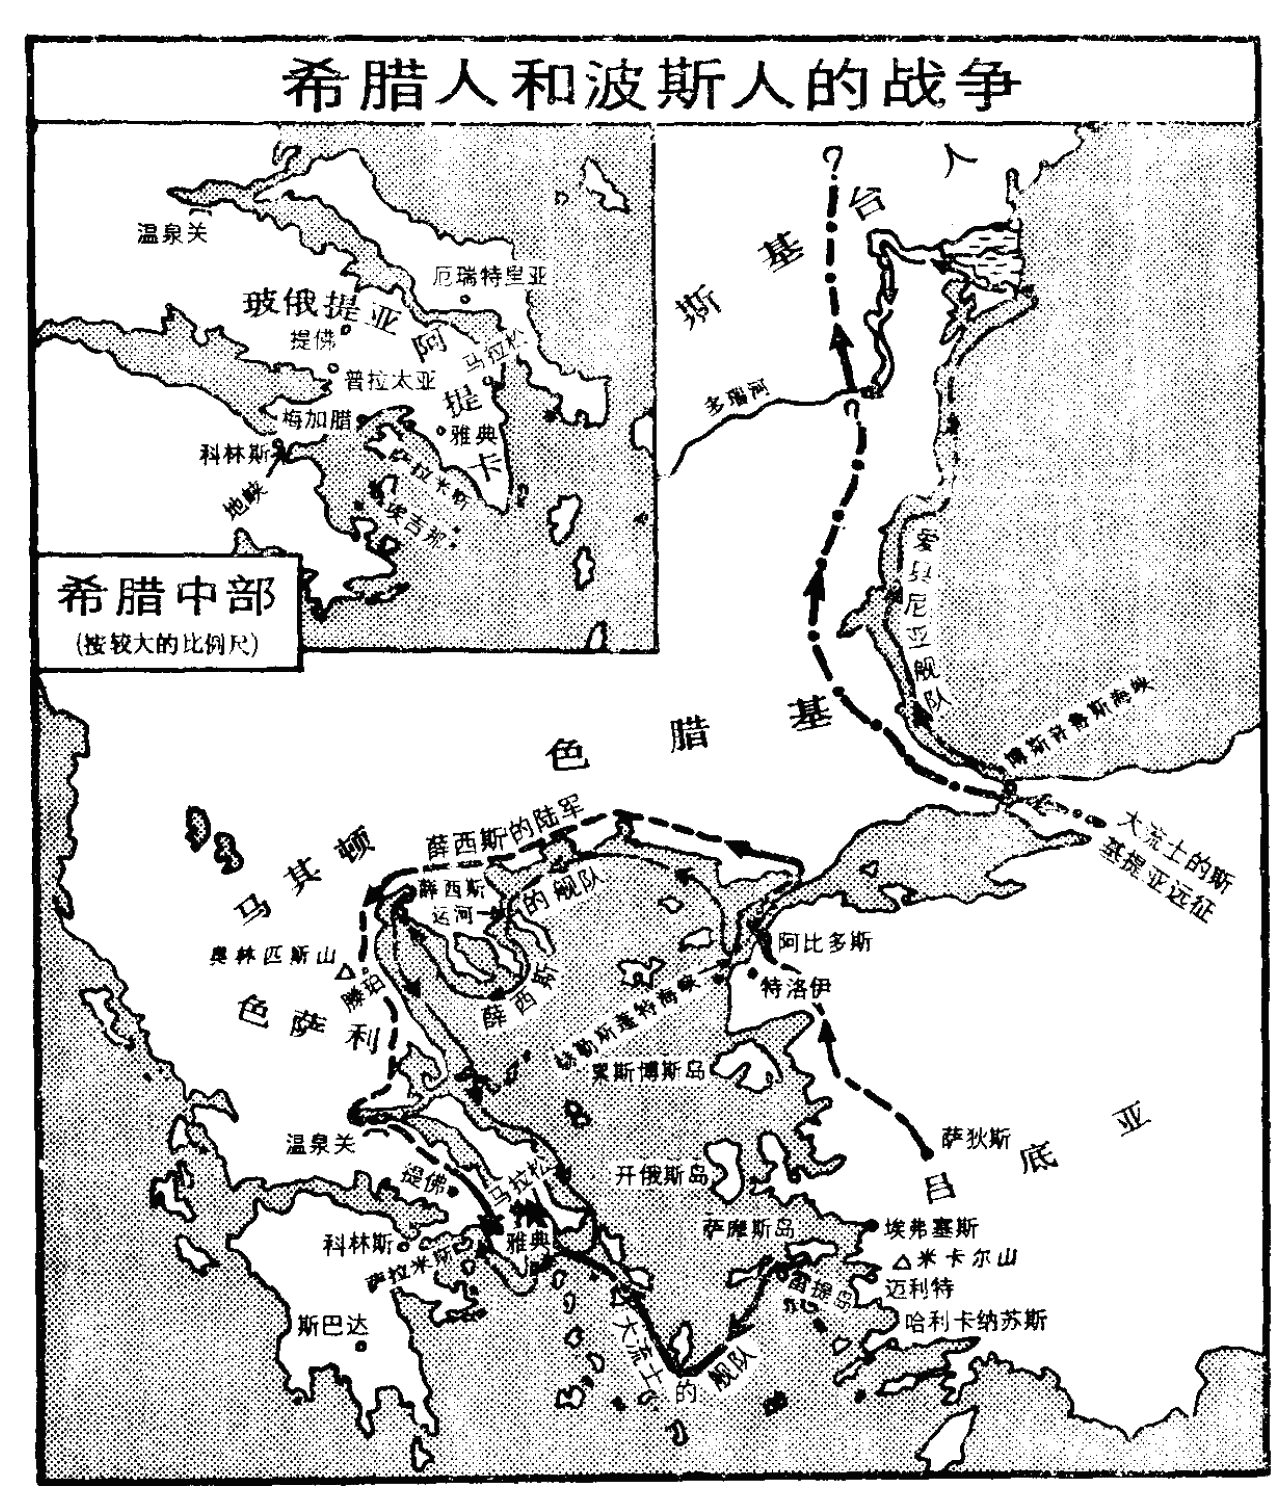 希腊人和波斯人的战争
温泉关
厄瑞特里亚
玻俄提亚
提佛
阿提卡
马拉松
普拉太亚
梅加腊
雅典
科林斯
萨拉米斯
地峡
埃吉那
希腊中部
(按较大的比例尺)
斯基台人
多瑙河
爱奥尼亚舰队
博斯普鲁斯海峡
大流士的斯
基提亚远征
色腊基
薛西斯的陆军
马其顿
薛西斯
运河
薛西斯的舰队
奥林匹斯山
滕珀
色萨利
阿比多斯
特洛伊
赫勒斯滂特海峡
累斯博斯岛
温泉关
萨狄斯
吕底亚
提佛
马拉松
开俄斯岛
科林斯
雅典
萨拉米斯
萨摩斯岛
埃弗塞斯
米卡尔山
迈利特
哈利卡纳苏斯
斯巴达
大流士的舰队